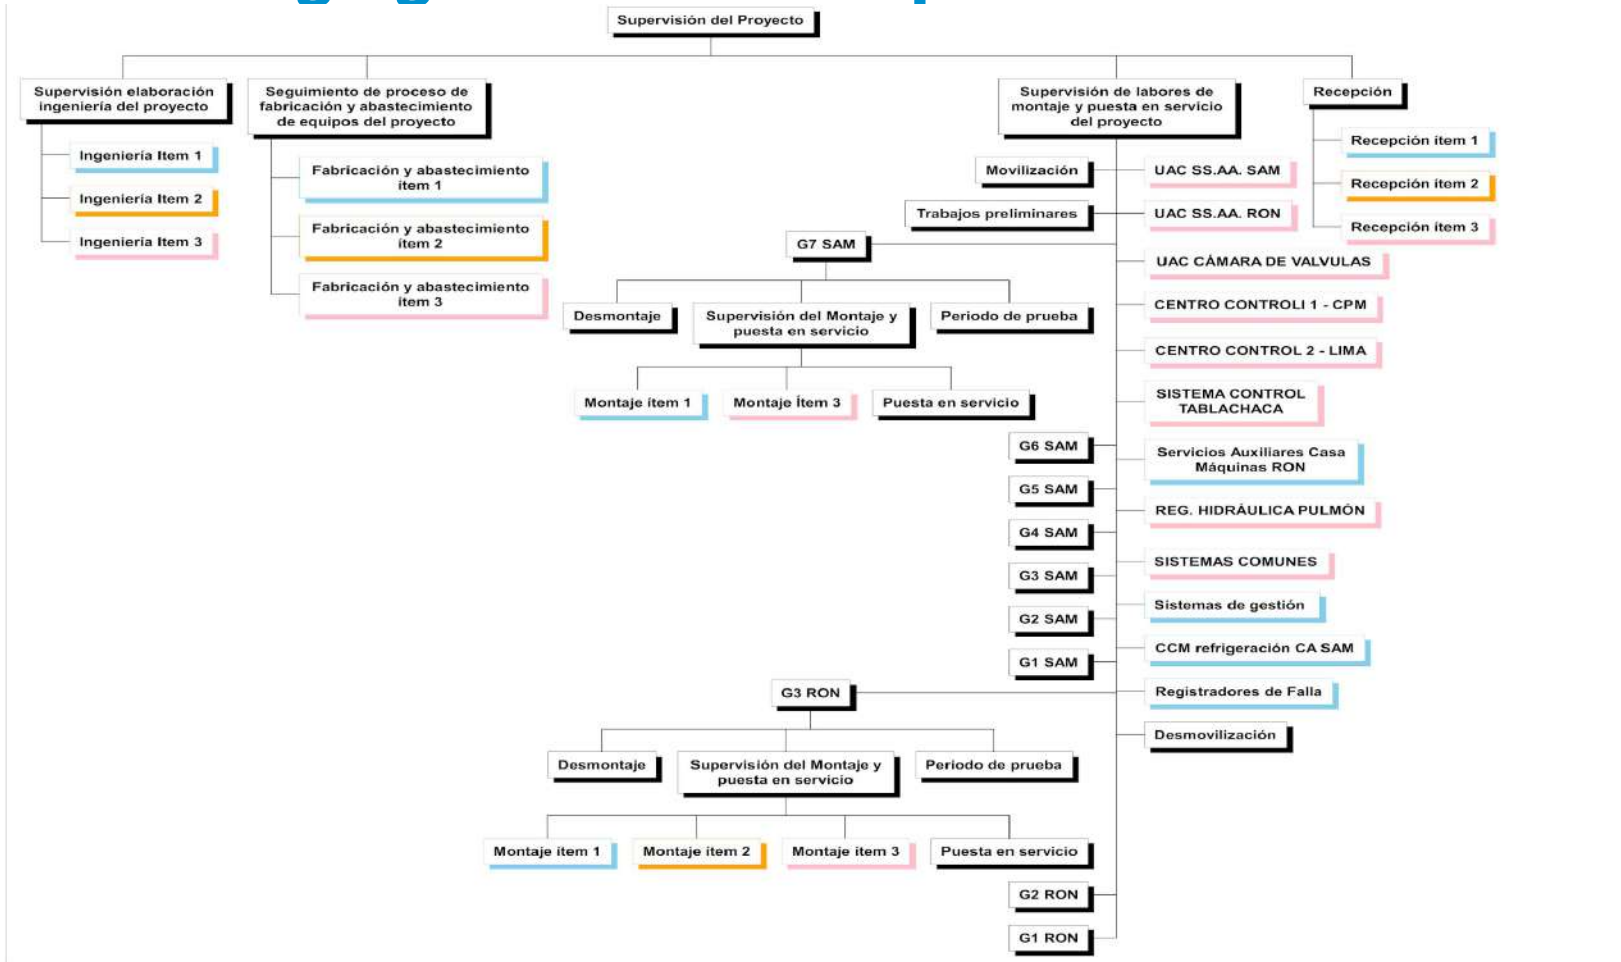 Supervisión del Proyecto
Supervisión elaboración
ingeniería del proyecto
Ingeniería Item 1
Ingeniería Item 2
Ingeniería Item 3
Seguimiento de proceso de
fabricación y abastecimiento
de equipos del proyecto
Fabricación y abastecimiento
ítem 1
Fabricación y abastecimiento
ítem 2
Fabricación y abastecimiento
ítem 3
Supervisión de labores de
montaje y puesta en servicio
del proyecto
Movilización
Trabajos preliminares
G7 SAM
Desmontaje
Supervisión del Montaje y
puesta en servicio
Periodo de prueba
Montaje ítem 1
Montaje Ítem 3
Puesta en servicio
G6 SAM
G5 SAM
G4 SAM
G3 SAM
G2 SAM
G1 SAM
G3 RON
Desmontaje
Supervisión del Montaje y
puesta en servicio
Periodo de prueba
Montaje ítem 1
Montaje ítem 2
Montaje ítem 3
Puesta en servicio
G2 RON
G1 RON
UAC SS.AA. SAM
UAC SS.AA. RON
UAC CÁMARA DE VALVULAS
CENTRO CONTROLI 1 - CPM
CENTRO CONTROL 2 - LIMA
SISTEMA CONTROL
TABLACHACA
Servicios Auxiliares Casa
Máquinas RON
REG. HIDRÁULICA PULMÓN
SISTEMAS COMUNES
Sistemas de gestión
CCM refrigeración CA SAM
Registradores de Falla
Desmovilización
Recepción
Recepción ítem 1
Recepción ítem 2
Recepción ítem 3